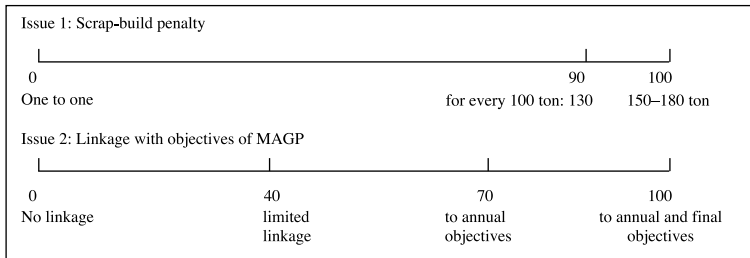 Issue 1: Scrap-build penalty
0 90 100
One to one for every 100 ton: 130 150–180 ton
Issue 2: Linkage with objectives of MAGP
0 40 70 100
No linkage limited to annual to annual and final
linkage objectives objectives